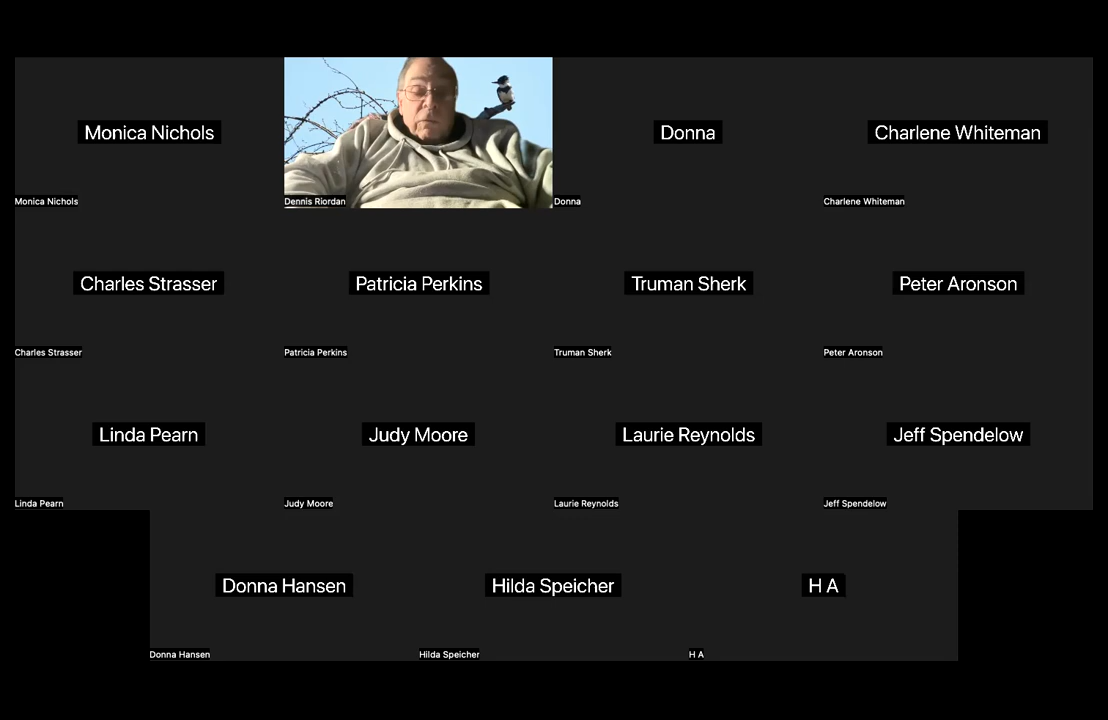 Monica Nichols
Donna
Charlene Whiteman
Monica Nichols
Dennis Riordan
Donna
Charlene Whiteman
Charles Strasser
Patricia Perkins
Truman Sherk
Peter Aronson
Charles Strasser
Patricia Perkins
Truman Sherk
Peter Aronson
Linda Pearn
Judy Moore
Laurie Reynolds
Jeff Spendelow
Linda Pearn
Judy Moore
Laurie Reynolds
Jeff Spendelow
Donna Hansen
Hilda Speicher
H A
Donna Hansen
Hilda Speicher
H A